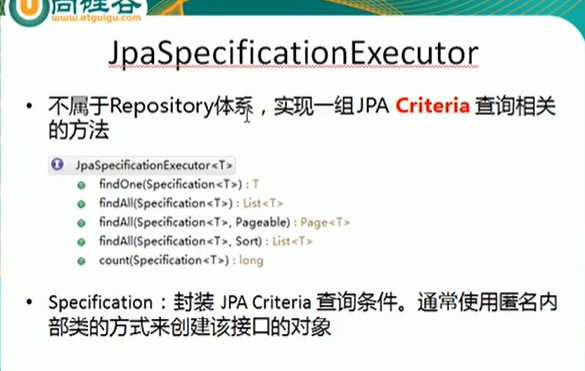 尚硅谷
www.atguigu.com
JpaSpecificationExecutor
• 不属于Repository体系，实现一组JPA Criteria 查询相关
的方法
JpaSpecificationExecutor<T>
findOne(Specification<T>) : T
findAll(Specification<T>) : List<T>
findAll(Specification<T>, Pageable) : Page<T>
findAll(Specification<T>, Sort) : List<T>
count(Specification<T>) : long
• Specification：封装 JPA Criteria 查询条件。通常使用匿名内
部类的方式来创建该接口的对象